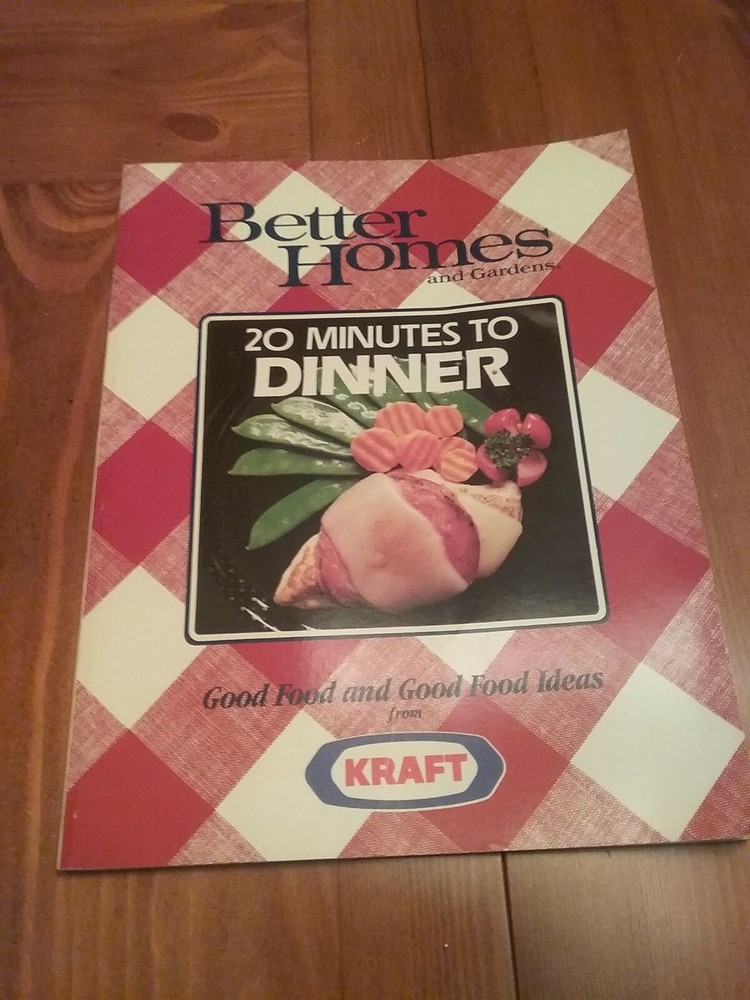 Better
Homes
and Gardens®
20 MINUTES TO
DINNER
Good Food and Good Food Ideas
from
KRAFT